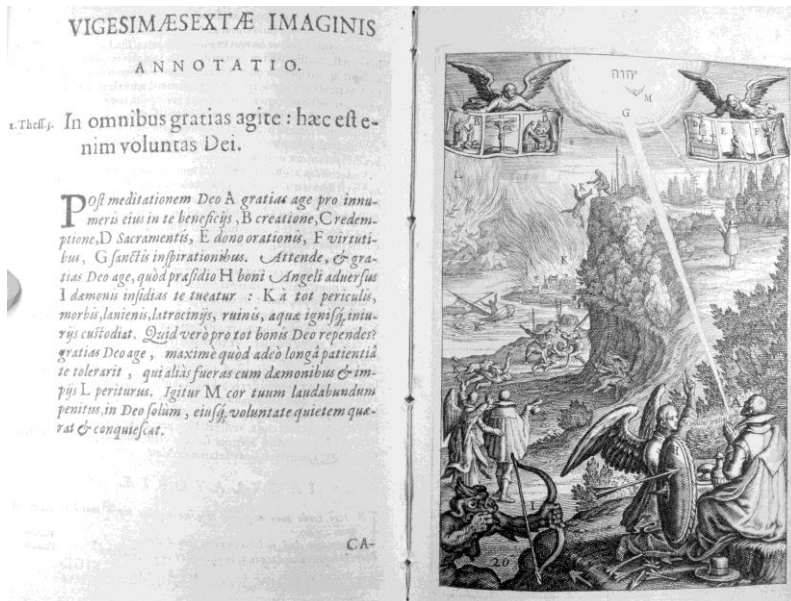 VIGESIMÆSEXTÆ IMAGINIS
ANNOTATIO.
1. Theſſ. 5. In omnibus gratias agite : hæc eſt e-
nim voluntas Dei.
Poſt meditationem Deo A gratias age pro innu-
meris eius in te beneficijs, B creatione, C redem-
ptione, D Sacramentis, E dono orationis, F virtuti-
bus, G ſanctis inſpirationibus. Attende, & gra-
tias Deo age, quòd præſidio H boni Angeli aduerſus
I dæmonis inſidias te tueatur : K à tot periculis,
morbis, lanienis, latrocinijs, ruinis, aquæ igniſq́, iniu-
rijs cuſtodiat. Quid verò pro tot bonis Deo rependes?
gratias Deo age, maximè quòd adeò longâ patientiâ
te tolerarit, qui aliàs fueras cum dæmonibus & im-
pijs L periturus. Igitur M cor tuum laudabundum
penitus in Deo ſolùm, eiuſq́, voluntate quietem quæ-
rat & conquieſcat.
CA-
יהוה
M
G
B
E
F
L
K
26